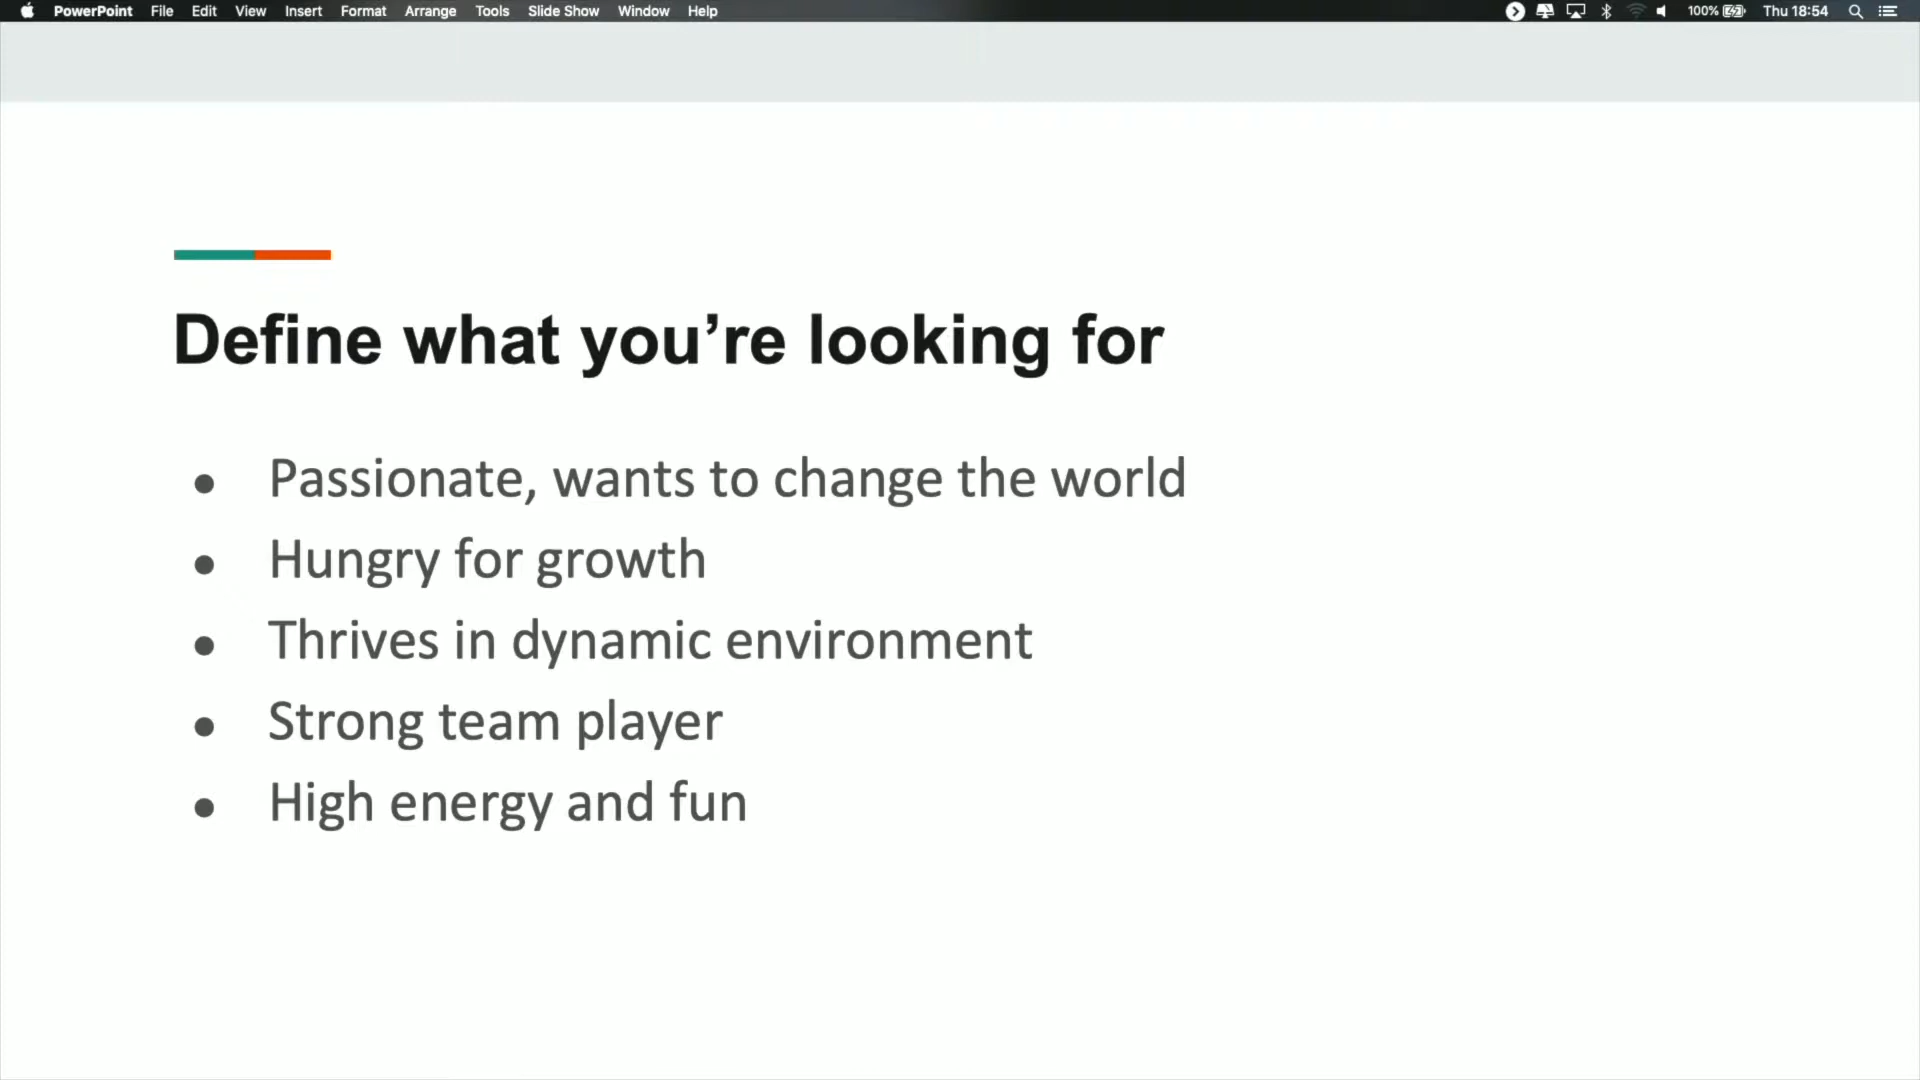 PowerPoint File Edit View Insert Format Arrange Tools Slide Show Window Help 100% Thu 18:54
Define what you’re looking for
● Passionate, wants to change the world
● Hungry for growth
● Thrives in dynamic environment
● Strong team player
● High energy and fun